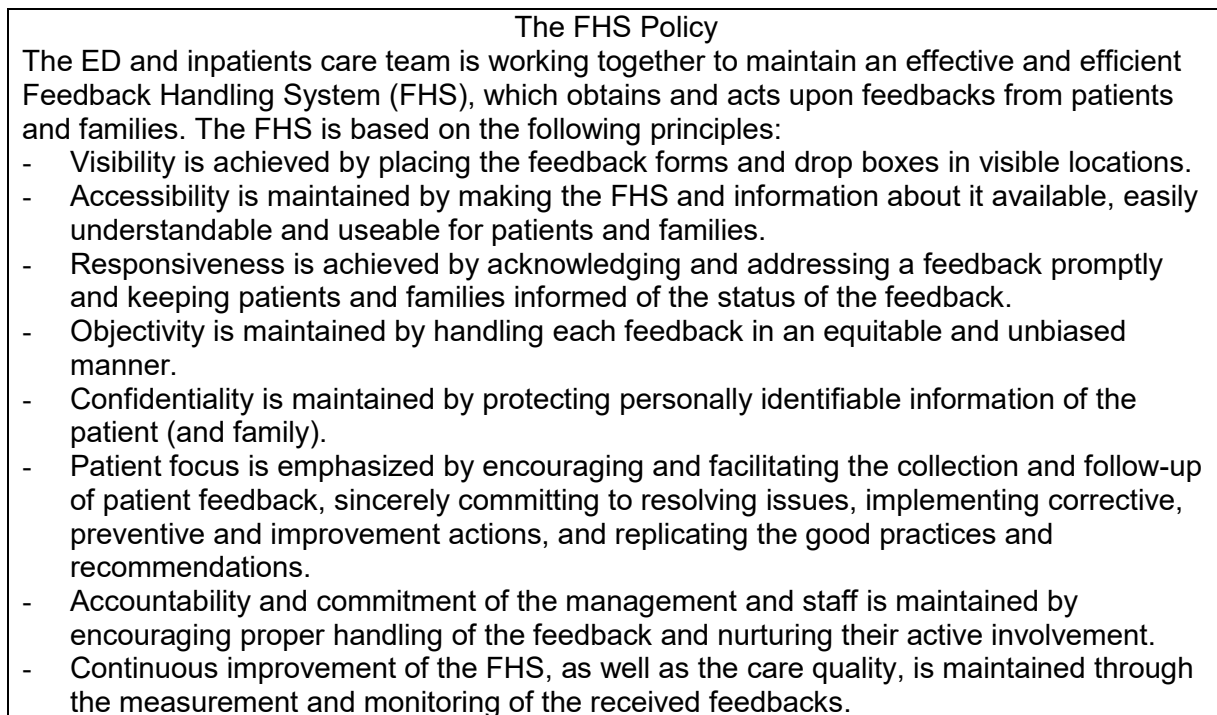 The FHS Policy
The ED and inpatients care team is working together to maintain an effective and efficient
Feedback Handling System (FHS), which obtains and acts upon feedbacks from patients
and families. The FHS is based on the following principles:
- Visibility is achieved by placing the feedback forms and drop boxes in visible locations.
- Accessibility is maintained by making the FHS and information about it available, easily
understandable and useable for patients and families.
- Responsiveness is achieved by acknowledging and addressing a feedback promptly
and keeping patients and families informed of the status of the feedback.
- Objectivity is maintained by handling each feedback in an equitable and unbiased
manner.
- Confidentiality is maintained by protecting personally identifiable information of the
patient (and family).
- Patient focus is emphasized by encouraging and facilitating the collection and follow-up
of patient feedback, sincerely committing to resolving issues, implementing corrective,
preventive and improvement actions, and replicating the good practices and
recommendations.
- Accountability and commitment of the management and staff is maintained by
encouraging proper handling of the feedback and nurturing their active involvement.
- Continuous improvement of the FHS, as well as the care quality, is maintained through
the measurement and monitoring of the received feedbacks.